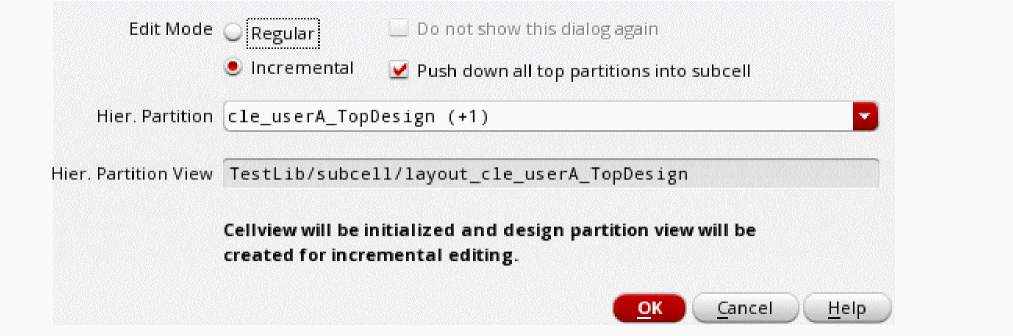 Edit Mode Regular Do not show this dialog again
Incremental Push down all top partitions into subcell
Hier. Partition cle_userA_TopDesign (+1)
Hier. Partition View TestLib/subcell/layout_cle_userA_TopDesign
Cellview will be initialized and design partition view will be
created for incremental editing.
OK Cancel Help